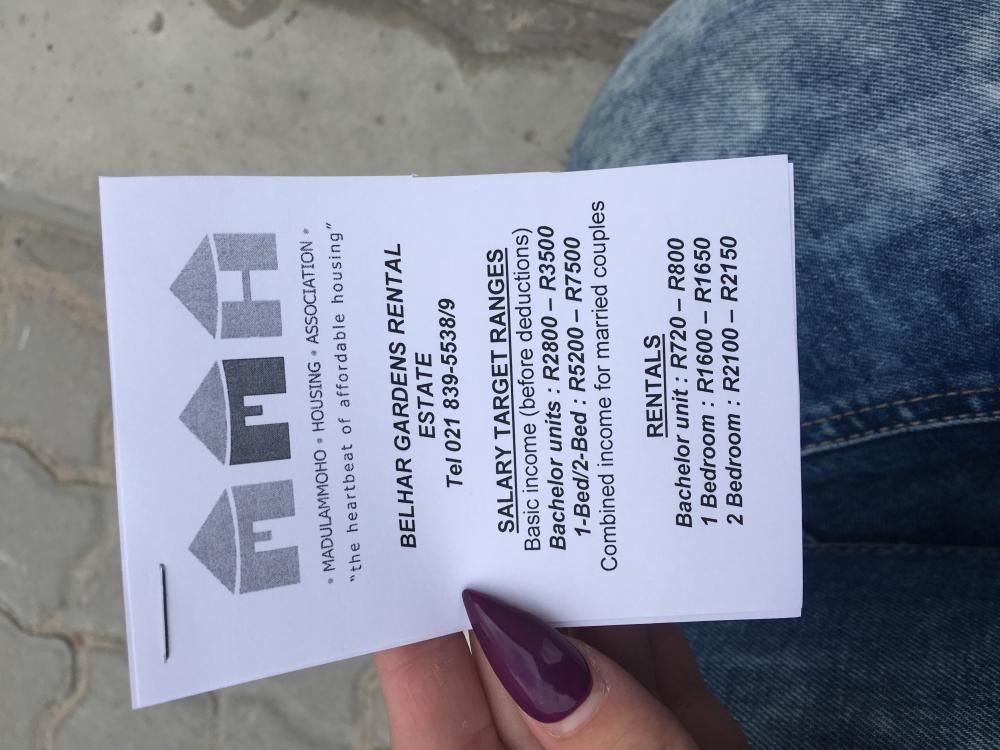 • MADULAMMOHO • HOUSING • ASSOCIATION •
"the heartbeat of affordable housing"
BELHAR GARDENS RENTAL
ESTATE
Tel 021 839-5538/9
SALARY TARGET RANGES
Basic income (before deductions)
Bachelor units : R2800 – R3500
1-Bed/2-Bed : R5200 – R7500
Combined income for married couples
RENTALS
Bachelor unit : R720 – R800
1 Bedroom : R1600 – R1650
2 Bedroom : R2100 – R2150